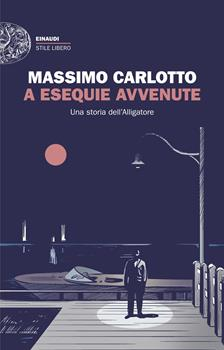 EINAUDI
STILE LIBERO
MASSIMO CARLOTTO
A ESEQUIE AVVENUTE
Una storia dell'Alligatore